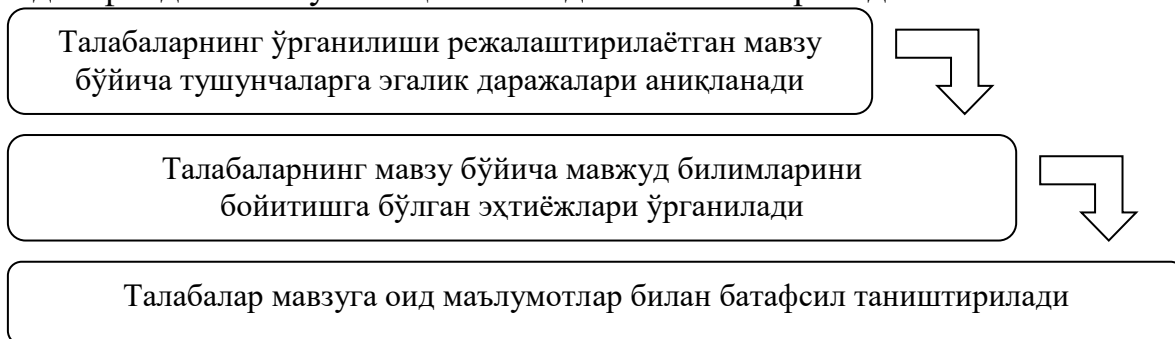 Талабаларнинг ўрганилиши режалаштирилаётган мавзу
бўйича тушунчаларга эгалик даражалари аниқланади
Талабаларнинг мавзу бўйича мавжуд билимларини
бойитишга бўлган эҳтиёжлари ўрганилади
Талабалар мавзуга оид маълумотлар билан батафсил таништирилади